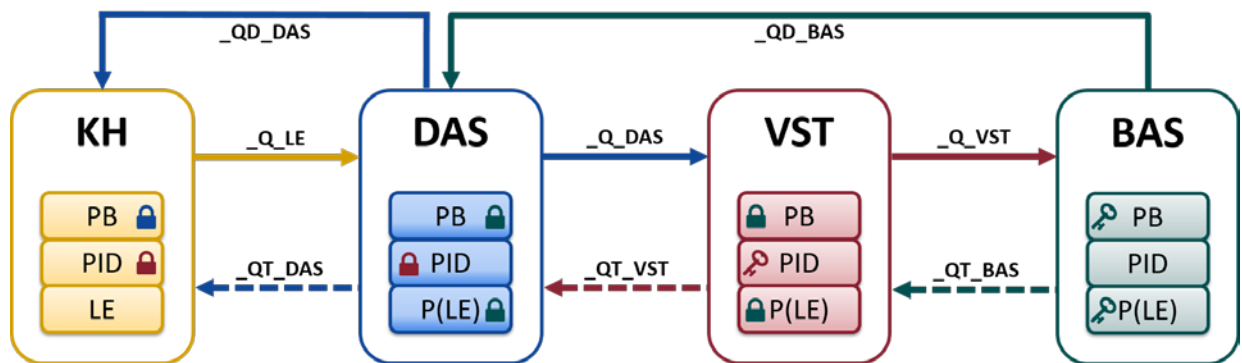 _QD_DAS
_QD_BAS
KH
_Q_LE
DAS
_Q_DAS
VST
_Q_VST
BAS
PB
PB
PB
PB
PID
PID
PID
PID
_QT_DAS
_QT_VST
_QT_BAS
LE
P(LE)
P(LE)
P(LE)